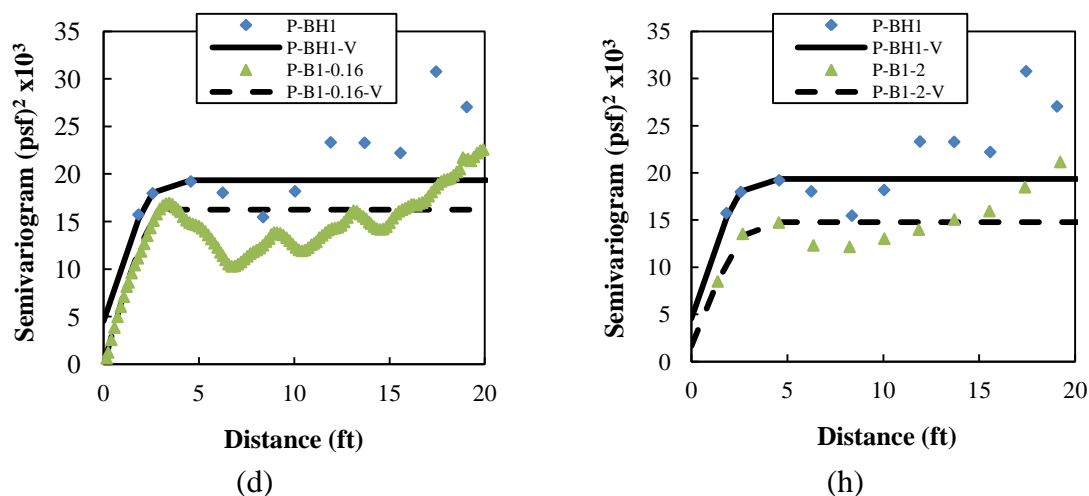 P-BH1
P-BH1-V
P-B1-0.16
P-B1-0.16-V
Semivariogram (psf)² x10³
35
30
25
20
15
10
5
0
0 5 10 15 20
Distance (ft)
(d)
P-BH1
P-BH1-V
P-B1-2
P-B1-2-V
Semivariogram (psf)² x10³
35
30
25
20
15
10
5
0
0 5 10 15 20
Distance (ft)
(h)